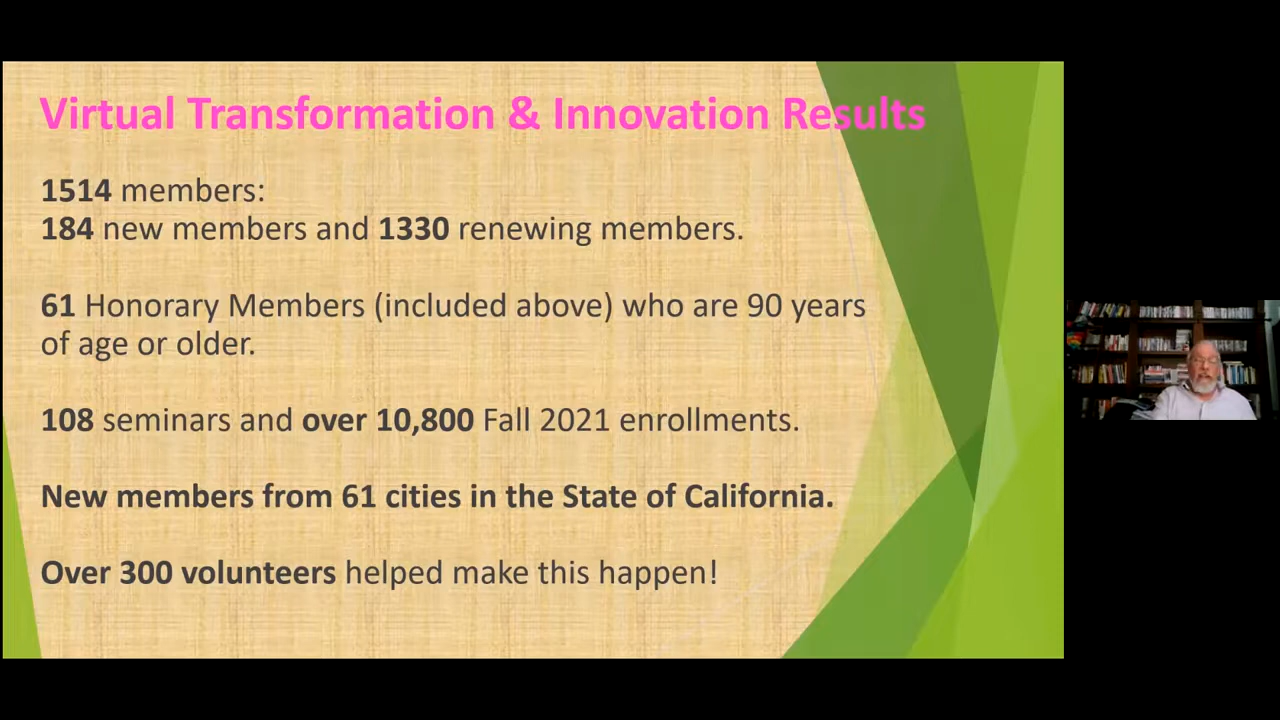 Virtual Transformation & Innovation Results
1514 members:
184 new members and 1330 renewing members.
61 Honorary Members (included above) who are 90 years
of age or older.
108 seminars and over 10,800 Fall 2021 enrollments.
New members from 61 cities in the State of California.
Over 300 volunteers helped make this happen!